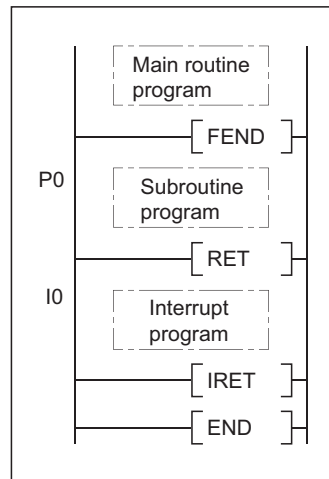 Main routine
program
FEND
P0
Subroutine
program
RET
I0
Interrupt
program
IRET
END